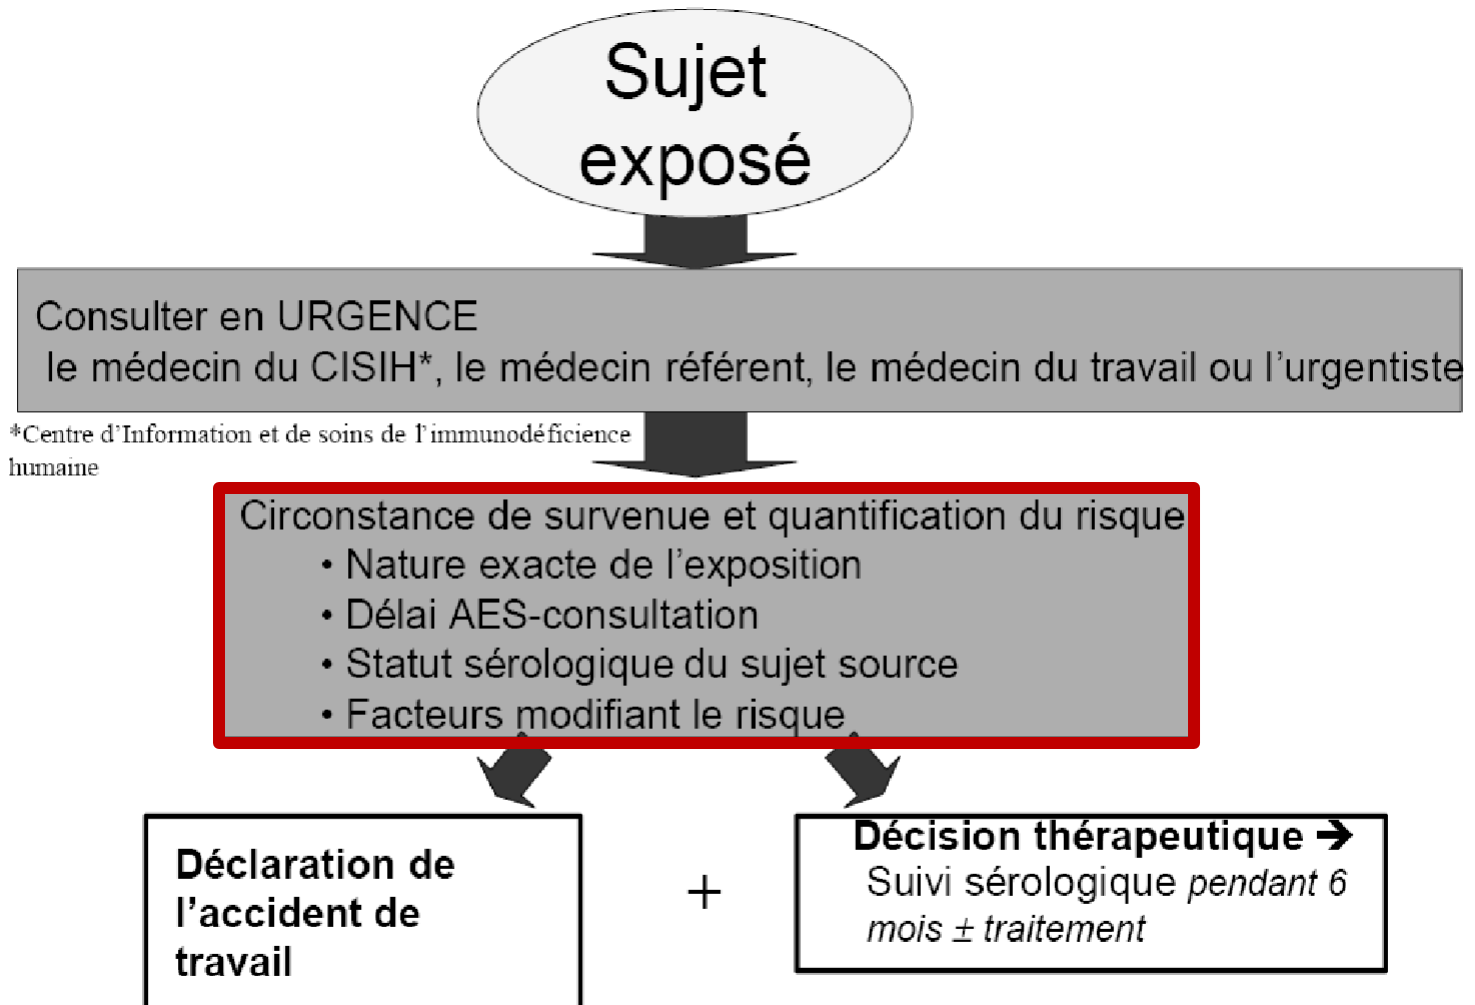 Sujet
exposé
Consulter en URGENCE
le médecin du CISIH*, le médecin référent, le médecin du travail ou l’urgentiste
*Centre d’Information et de soins de l’immunodéficience
humaine
Circonstance de survenue et quantification du risque
• Nature exacte de l’exposition
• Délai AES-consultation
• Statut sérologique du sujet source
• Facteurs modifiant le risque
Déclaration de
l’accident de
travail
+
Décision thérapeutique ➔
Suivi sérologique pendant 6
mois ± traitement